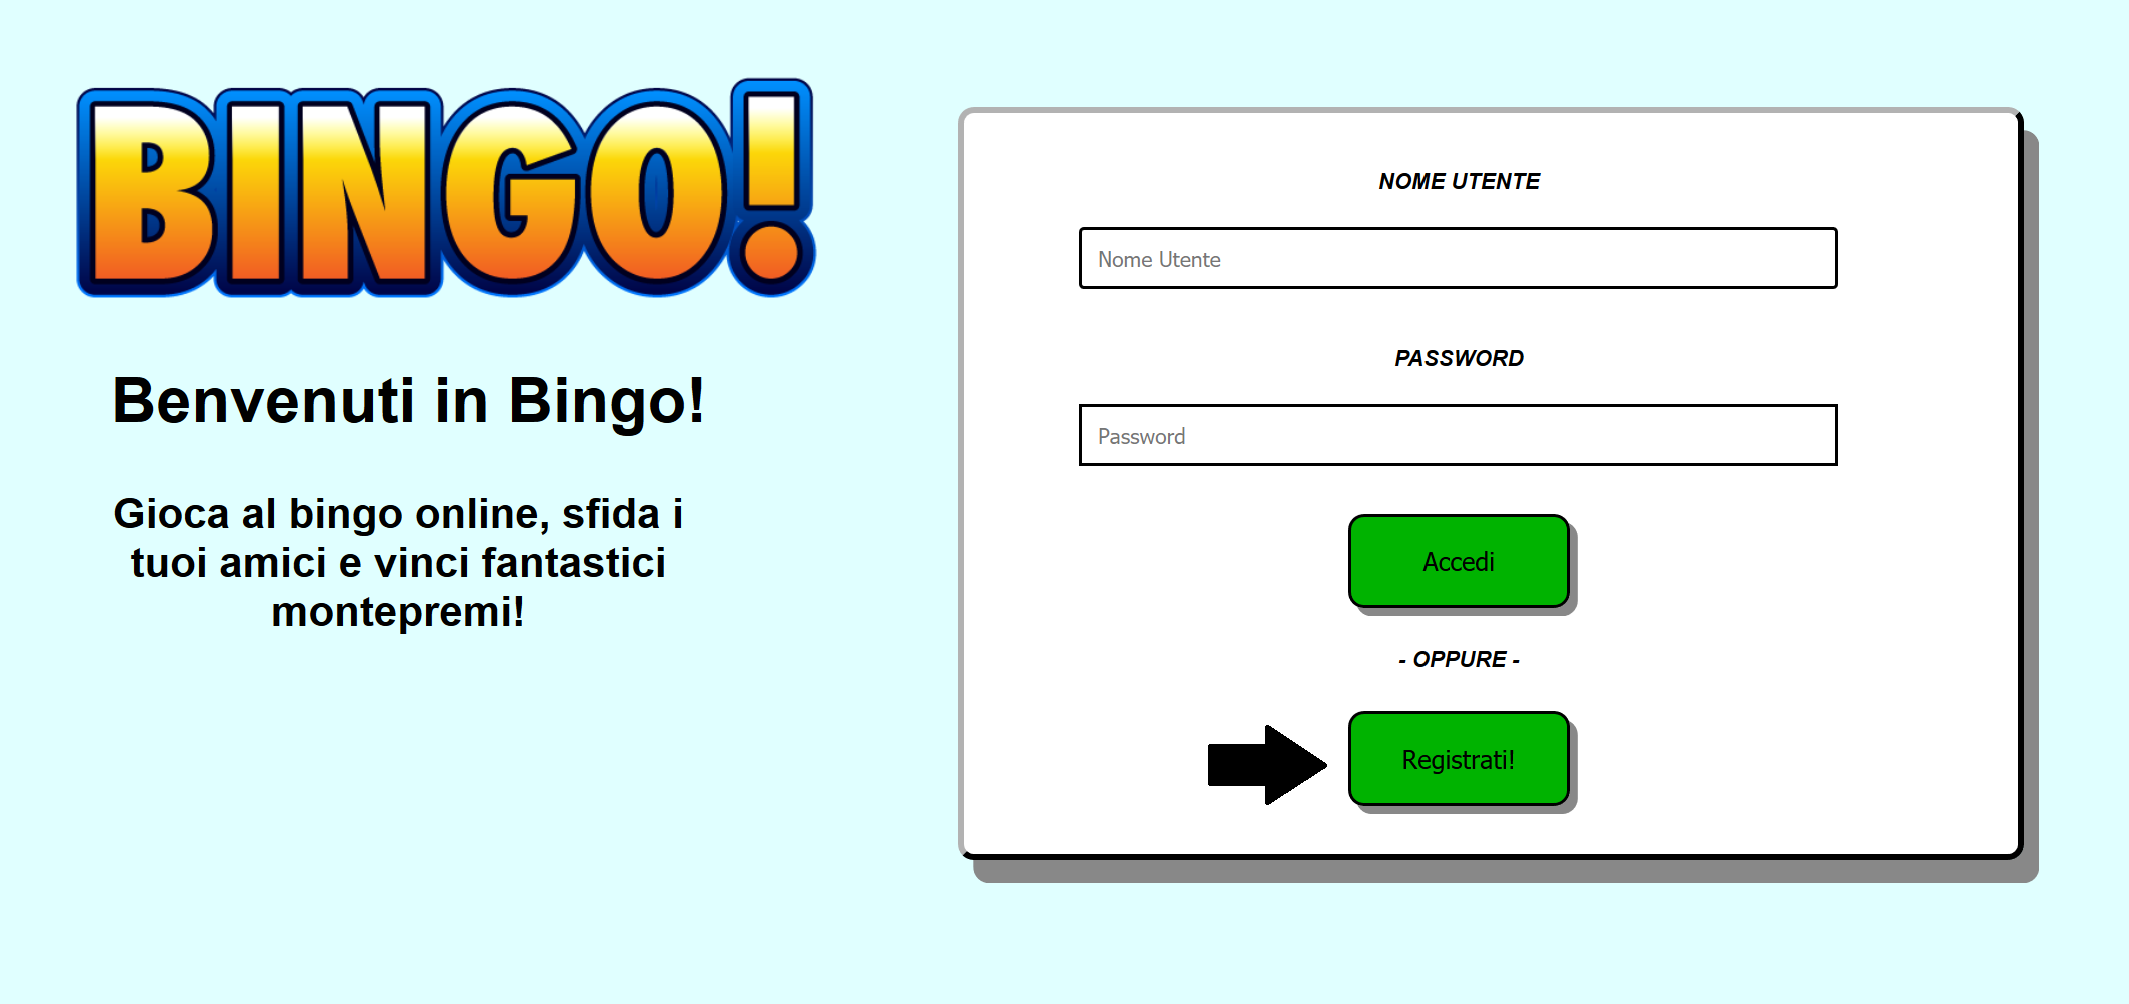 BINGO!
Benvenuti in Bingo!
Gioca al bingo online, sfida i
tuoi amici e vinci fantastici
montepremi!
NOME UTENTE
Nome Utente
PASSWORD
Password
Accedi
- OPPURE -
Registrati!